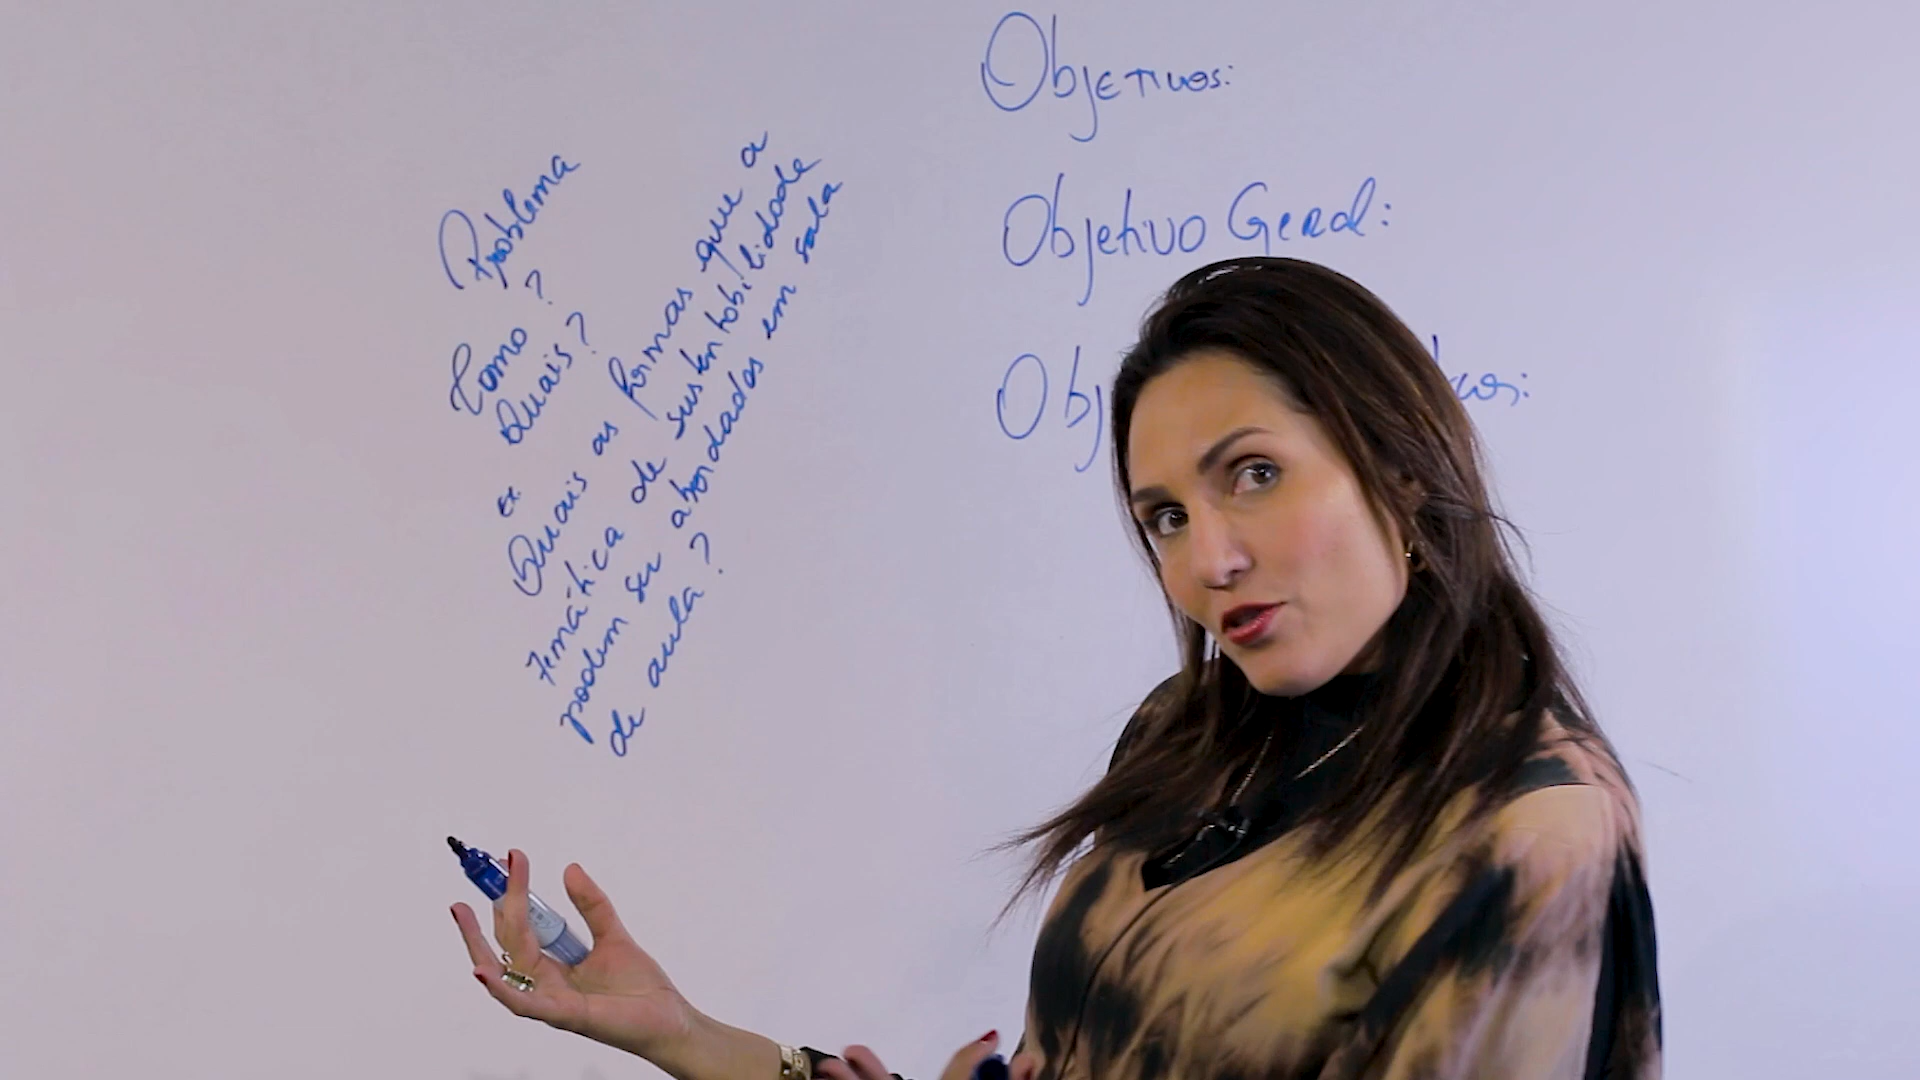 Problema
Como?
Quais?
Ex.
Quais as formas que a
temática de sustentabilidade
podem ser abordadas em sala
de aula?
Objetivos:
Objetivo Geral: